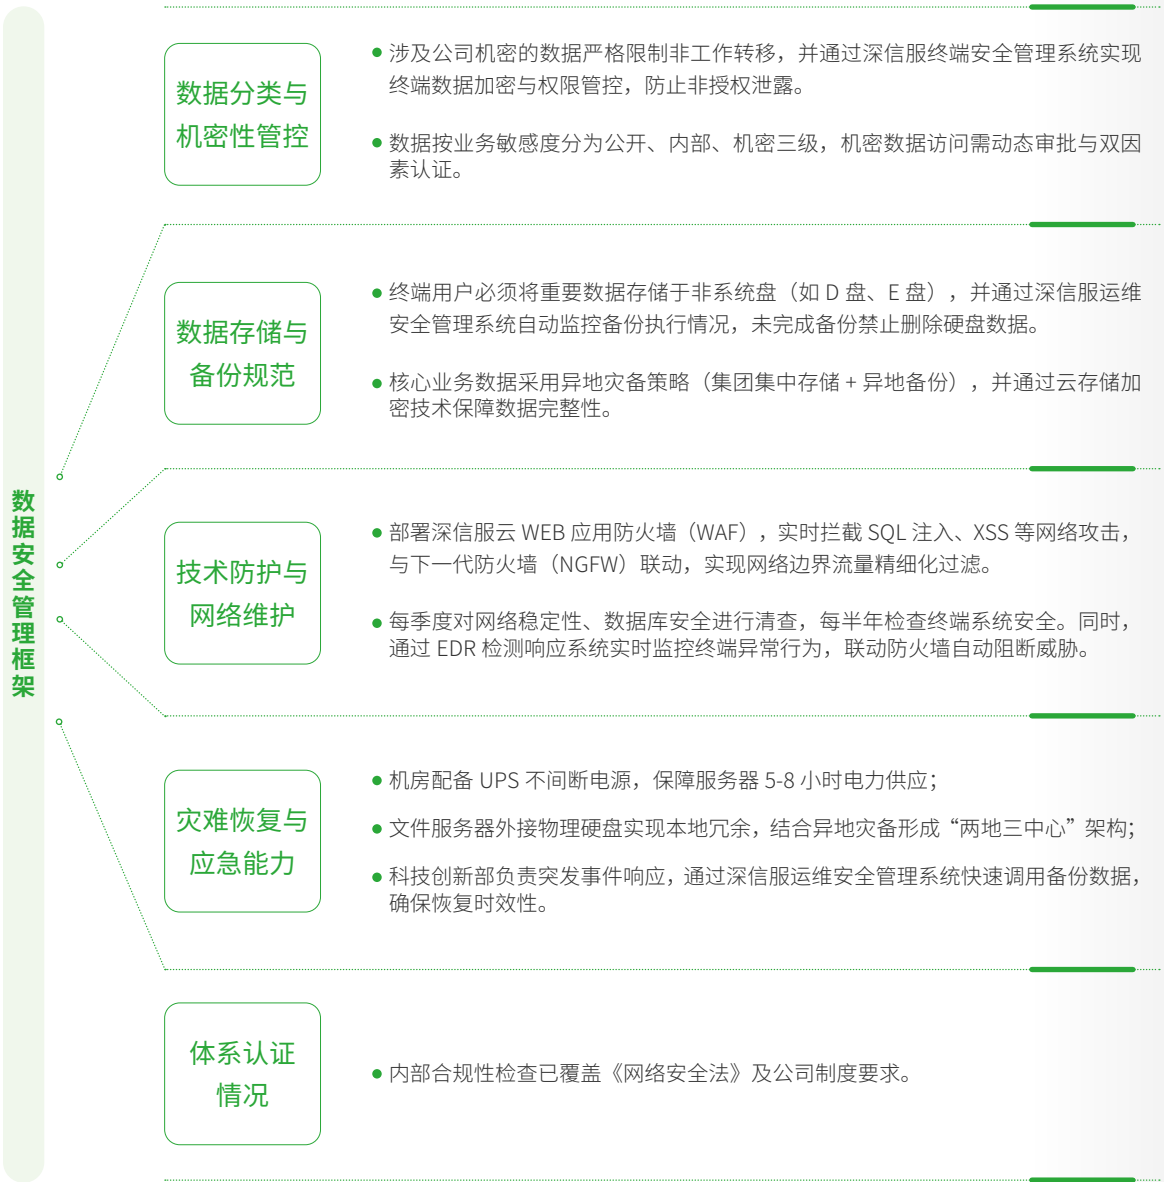 数据安全管理框架
数据分类与
机密性管控
涉及公司机密的数据严格限制非工作转移，并通过深信服终端安全管理系统实现
终端数据加密与权限管控，防止非授权泄露。
数据按业务敏感度分为公开、内部、机密三级，机密数据访问需动态审批与双因
素认证。
数据存储与
备份规范
终端用户必须将重要数据存储于非系统盘（如 D 盘、E 盘），并通过深信服运维
安全管理系统自动监控备份执行情况，未完成备份禁止删除硬盘数据。
核心业务数据采用异地灾备策略（集团集中存储 + 异地备份），并通过云存储加
密技术保障数据完整性。
技术防护与
网络维护
部署深信服云 WEB 应用防火墙（WAF），实时拦截 SQL 注入、XSS 等网络攻击，
与下一代防火墙（NGFW）联动，实现网络边界流量精细化过滤。
每季度对网络稳定性、数据库安全进行清查，每半年检查终端系统安全。同时，
通过 EDR 检测响应系统实时监控终端异常行为，联动防火墙自动阻断威胁。
灾难恢复与
应急能力
机房配备 UPS 不间断电源，保障服务器 5-8 小时电力供应；
文件服务器外接物理硬盘实现本地冗余，结合异地灾备形成“两地三中心”架构；
科技创新部负责突发事件响应，通过深信服运维安全管理系统快速调用备份数据，
确保恢复时效性。
体系认证
情况
内部合规性检查已覆盖《网络安全法》及公司制度要求。